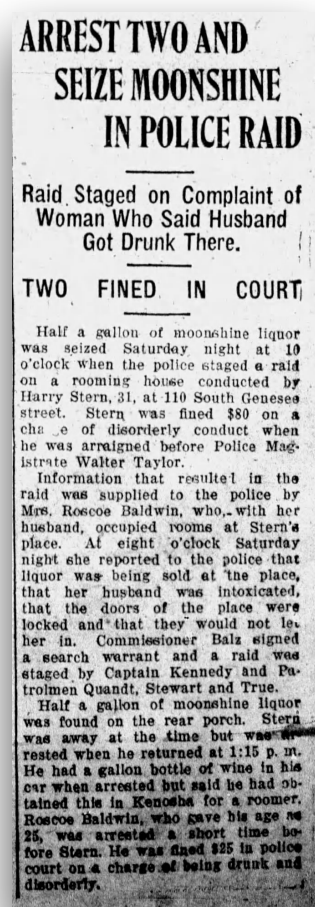 ARREST TWO AND
SEIZE MOONSHINE
IN POLICE RAID
Raid Staged on Complaint of
Woman Who Said Husband
Got Drunk There.
TWO FINED IN COURT
Half a gallon of moonshine liquor
was seized Saturday night at 10
o'clock when the police staged a raid
on a rooming house conducted by
Harry Stern, 31, at 110 South Genesee
street. Stern was fined $80 on a
cha e of disorderly conduct when
he was arraigned before Police Mag-
istrate Walter Taylor.
Information that resulted in the
raid was supplied to the police by
Mrs. Roscoe Baldwin, who, with her
husband, occupied rooms at Stern's
place. At eight o'clock Saturday
night she reported to the police that
liquor was being sold at the place,
that her husband was intoxicated,
that the doors of the place were
locked and that they would not let
her in. Commissioner Balz signed
a search warrant and a raid was
staged by Captain Kennedy and Pa-
trolmen Quandt, Stewart and True.
Half a gallon of moonshine liquor
was found on the rear porch. Stern
was away at the time but was ar-
rested when he returned at 1:15 p. m.
He had a gallon bottle of wine in his
car when arrested but said he had ob-
tained this in Kenosha for a roomer.
Roscoe Baldwin, who gave his age as
25, was arrested a short time be-
fore Stern. He was fined $25 in police
court on a charge of being drunk and
disorderly.